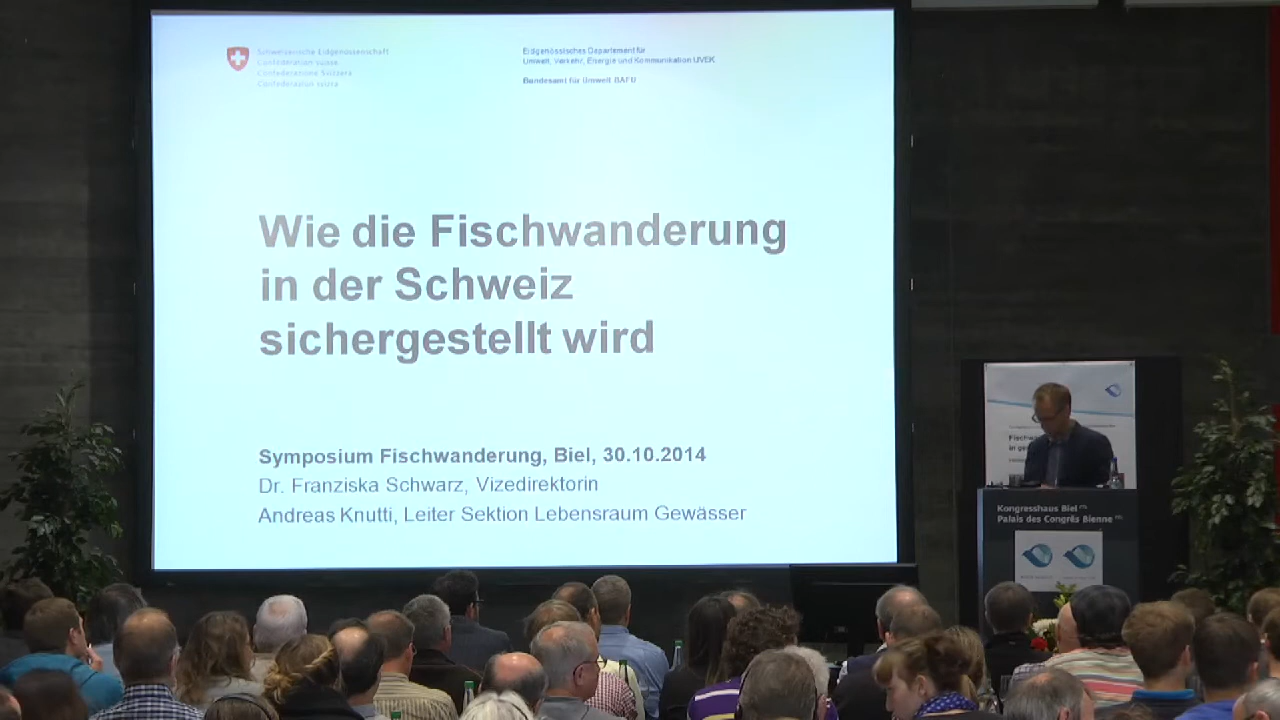 Schweizerische Eidgenossenschaft
Confédération suisse
Confederazione Svizzera
Confederaziun svizra
Eidgenössisches Departement für
Umwelt, Verkehr, Energie und Kommunikation UVEK
Bundesamt für Umwelt BAFU
Wie die Fischwanderung
in der Schweiz
sichergestellt wird
Symposium Fischwanderung, Biel, 30.10.2014
Dr. Franziska Schwarz, Vizedirektorin
Andreas Knutti, Leiter Sektion Lebensraum Gewässer
Kongresshaus Biel
Palais des Congrès Bienne